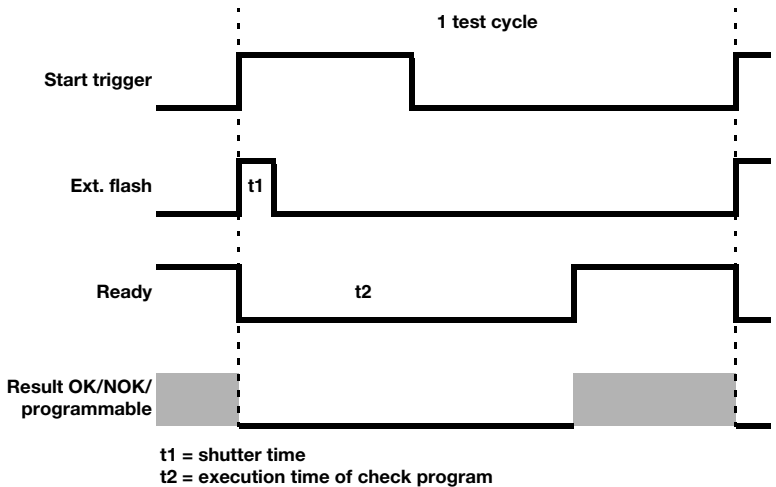 1 test cycle
Start trigger
Ext. flash
t1
Ready
t2
Result OK/NOK/
programmable
t1 = shutter time
t2 = execution time of check program